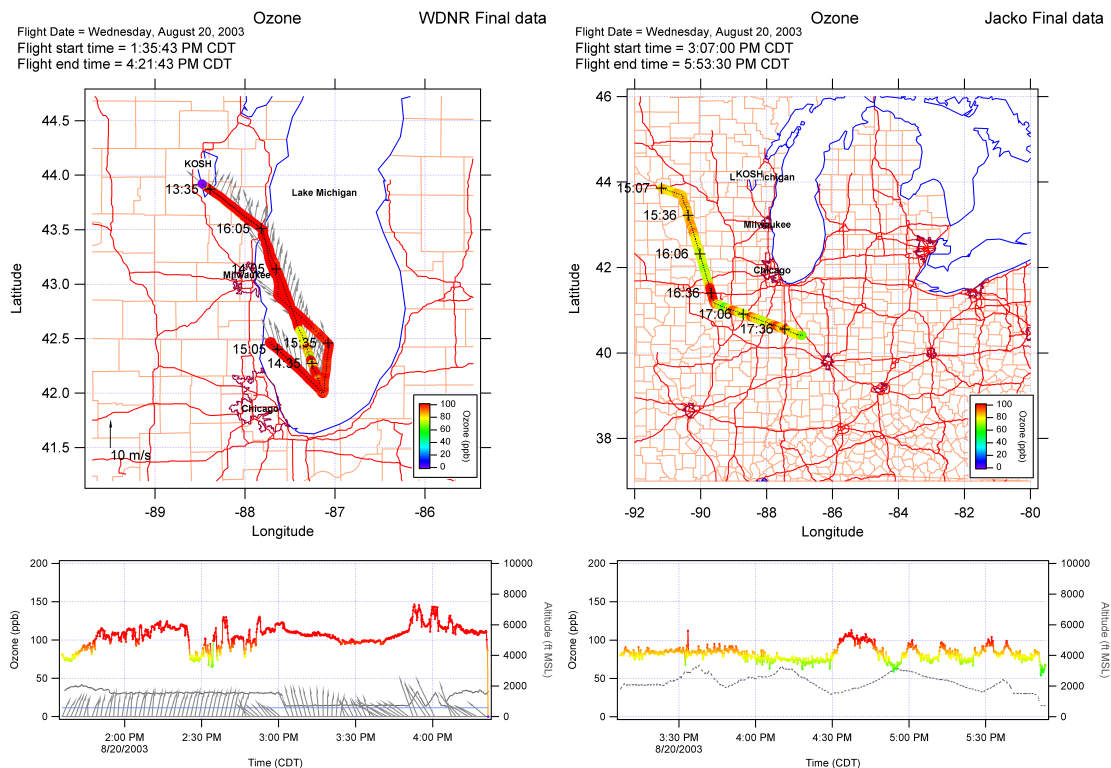 Ozone
WDNR Final data
Flight Date = Wednesday, August 20, 2003
Flight start time = 1:35:43 PM CDT
Flight end time = 4:21:43 PM CDT
44.5
44.0
43.5
43.0
42.5
42.0
41.5
Latitude
KOSH
13:35
Lake Michigan
16:05
14:05
Milwaukee
15:35
15:05
14:35
Chicago
10 m/s
100
80
60
40
20
0
Ozone (ppb)
-89
-88
-87
-86
Longitude
200
150
100
50
0
Ozone (ppb)
10000
8000
6000
4000
2000
0
Altitude (ft MSL)
2:00 PM
2:30 PM
3:00 PM
3:30 PM
4:00 PM
8/20/2003
Time (CDT)
Ozone
Jacko Final data
Flight Date = Wednesday, August 20, 2003
Flight start time = 3:07:00 PM CDT
Flight end time = 5:53:30 PM CDT
46
44
42
40
38
Latitude
KOSH
15:07
15:36
Milwaukee
16:06
Chicago
16:36
17:06
17:36
100
80
60
40
20
0
Ozone (ppb)
-92
-90
-88
-86
-84
-82
-80
Longitude
200
150
100
50
0
Ozone (ppb)
10000
8000
6000
4000
2000
0
Altitude (ft MSL)
3:30 PM
4:00 PM
4:30 PM
5:00 PM
5:30 PM
8/20/2003
Time (CDT)